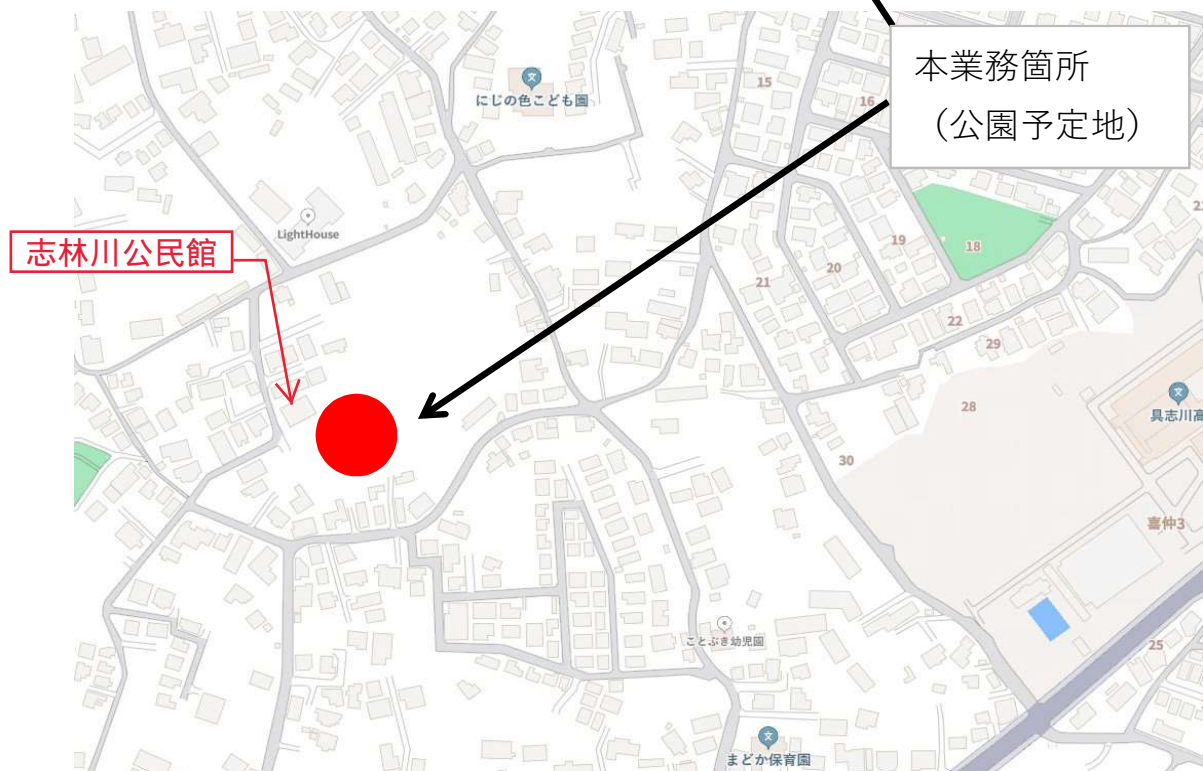 本業務箇所
（公園予定地）
にじの色こども園
15
16
LightHouse
志林川公民館
18
19
20
21
22
29
28
具志川高
30
喜仲3
ことぶき幼児園
25
まどか保育園